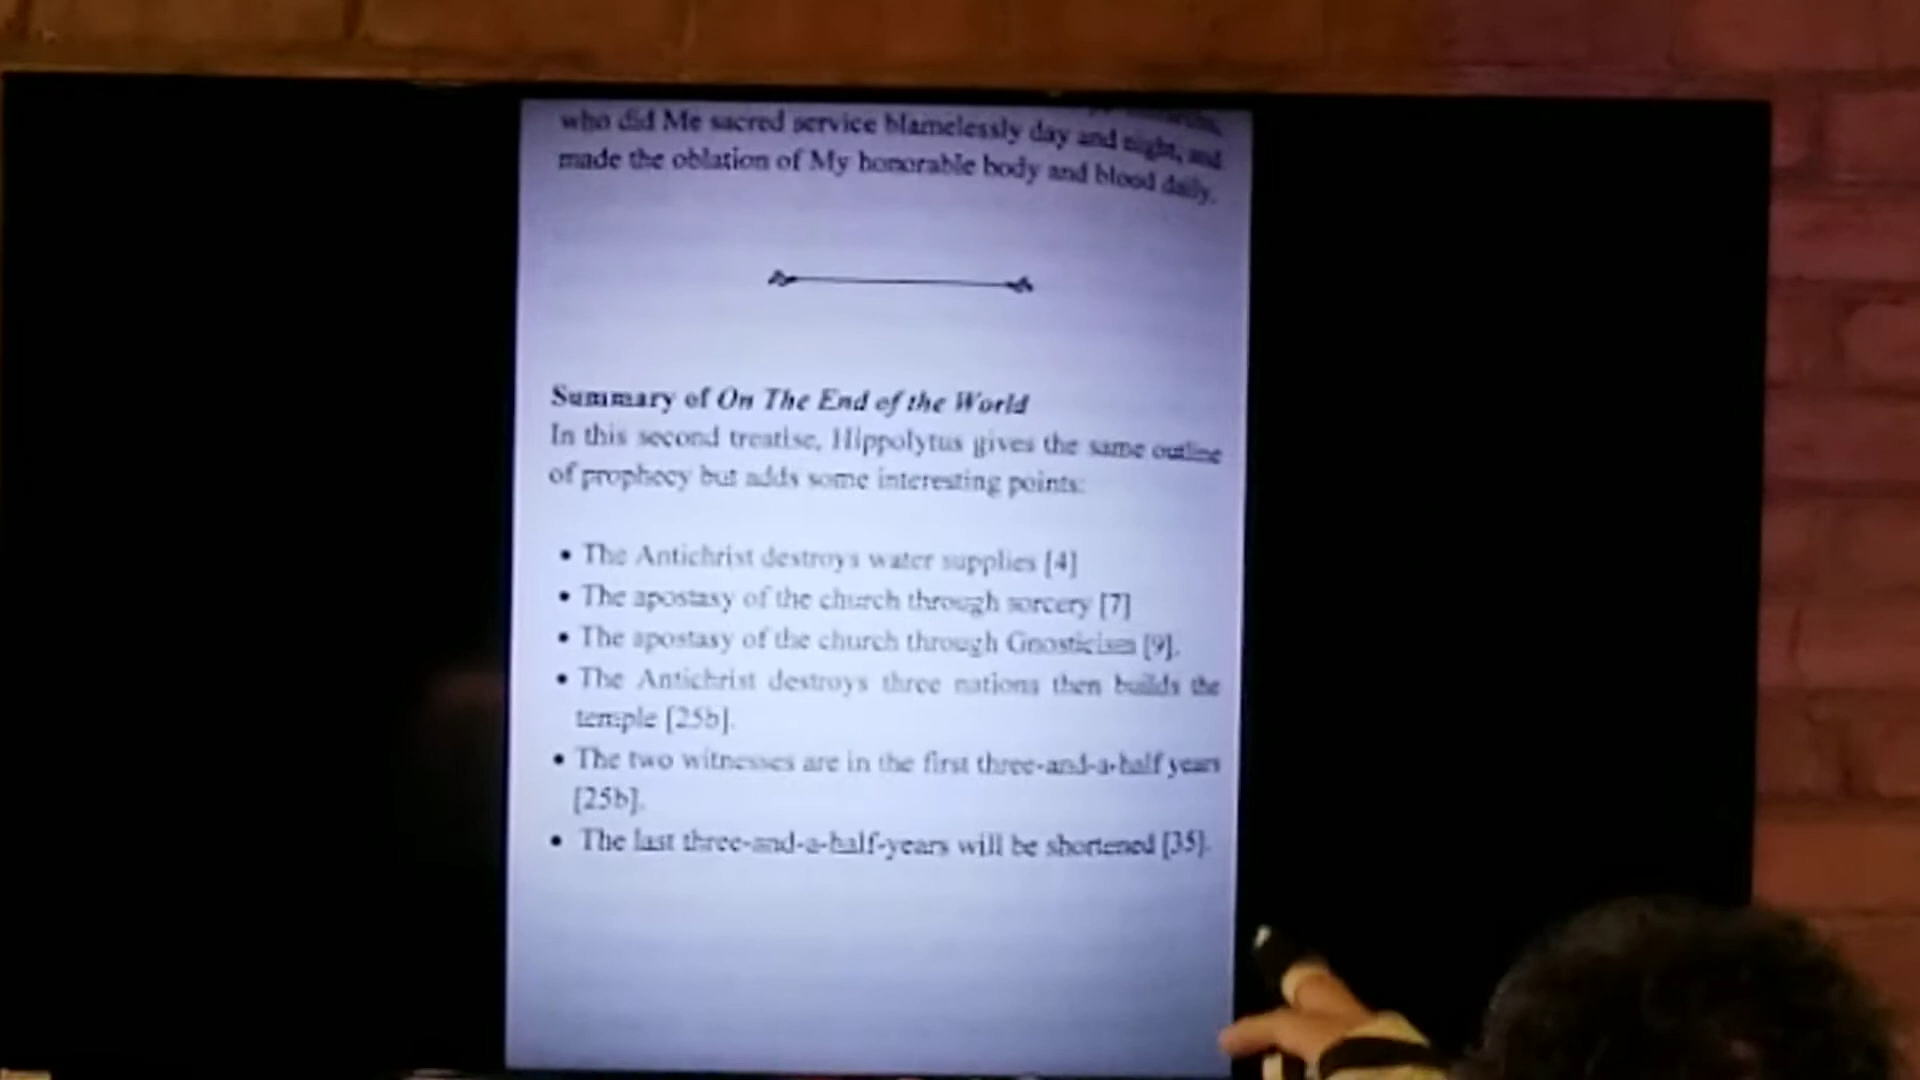 who did Me sacred service blamelessly day and night, and
made the oblation of My honorable body and blood daily.
Summary of On The End of the World
In this second treatise, Hippolytus gives the same outline
of prophecy but adds some interesting points:
• The Antichrist destroys water supplies [4]
• The apostasy of the church through sorcery [7]
• The apostasy of the church through Gnosticism [9].
• The Antichrist destroys three nations then builds the
temple [25b].
• The two witnesses are in the first three-and-a-half years
[25b].
• The last three-and-a-half-years will be shortened [35].